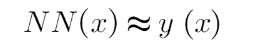 NN(x) ≈ y (x)